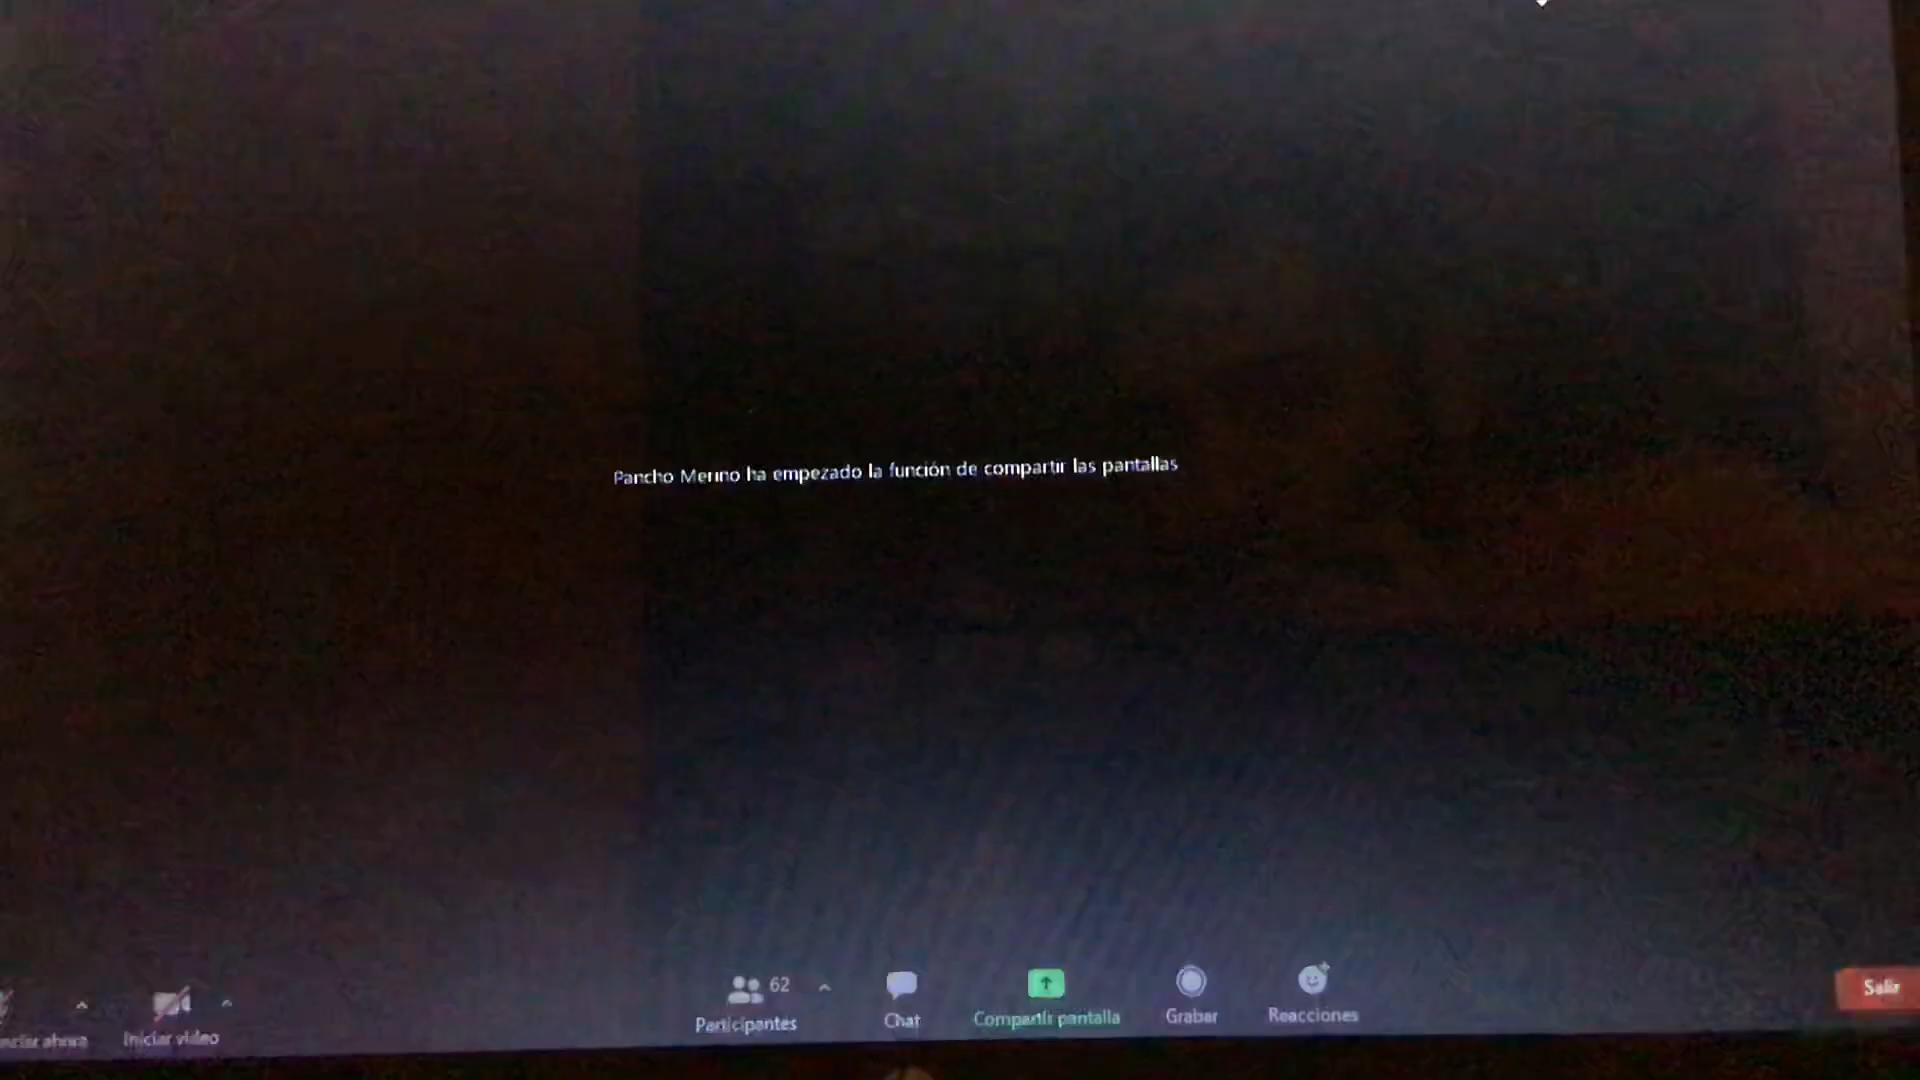 Pancho Merino ha empezado la función de compartir las pantallas
62
ahora
Iniciar video
Participantes
Chat
Compartir pantalla
Grabar
Reacciones
Salir